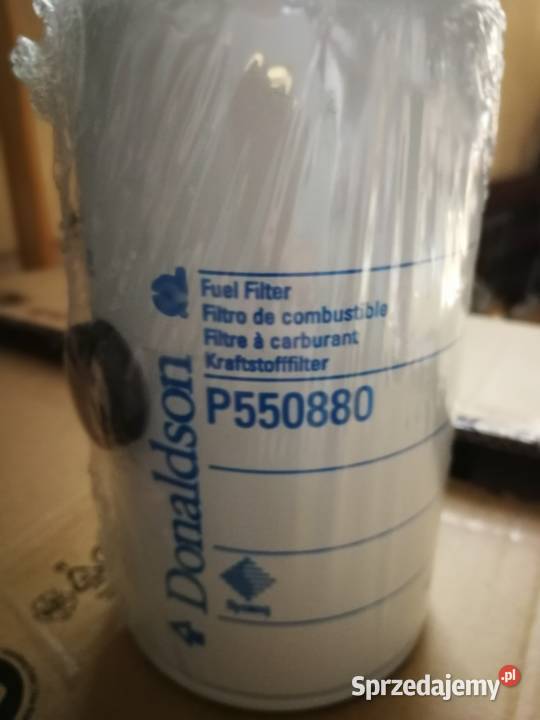 Fuel Filter
Filtro de combustible
Filtre à carburant
Kraftstofffilter
P550880
Donaldson
Sprzedajemy.pl